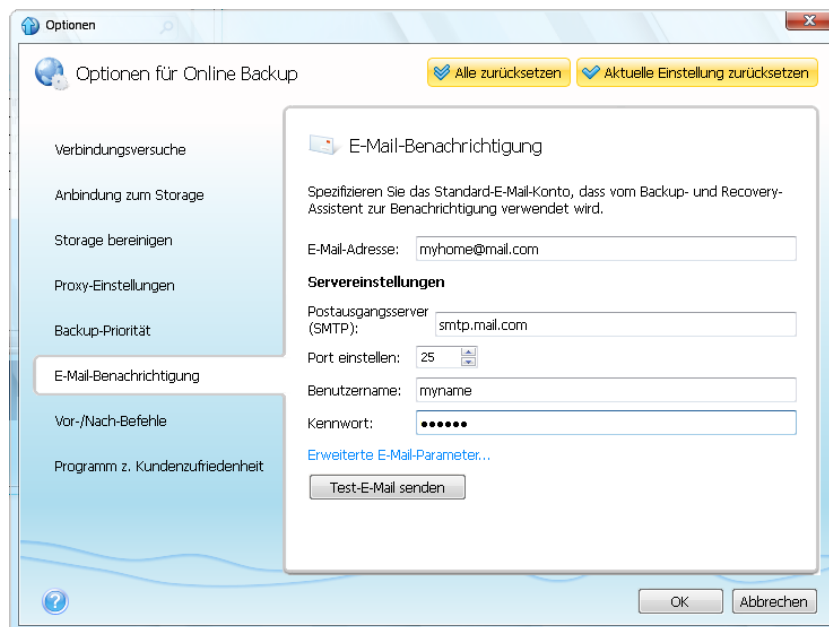 Optionen
Optionen für Online Backup
Alle zurücksetzen
Aktuelle Einstellung zurücksetzen
Verbindungsversuche
Anbindung zum Storage
Storage bereinigen
Proxy-Einstellungen
Backup-Priorität
E-Mail-Benachrichtigung
Vor-/Nach-Befehle
Programm z. Kundenzufriedenheit
E-Mail-Benachrichtigung
Spezifizieren Sie das Standard-E-Mail-Konto, dass vom Backup- und Recovery-
Assistent zur Benachrichtigung verwendet wird.
E-Mail-Adresse: myhome@mail.com
Servereinstellungen
Postausgangsserver
(SMTP): smtp.mail.com
Port einstellen: 25
Benutzername: myname
Kennwort: ●●●●●●
Erweiterte E-Mail-Parameter...
Test-E-Mail senden
?
OK
Abbrechen